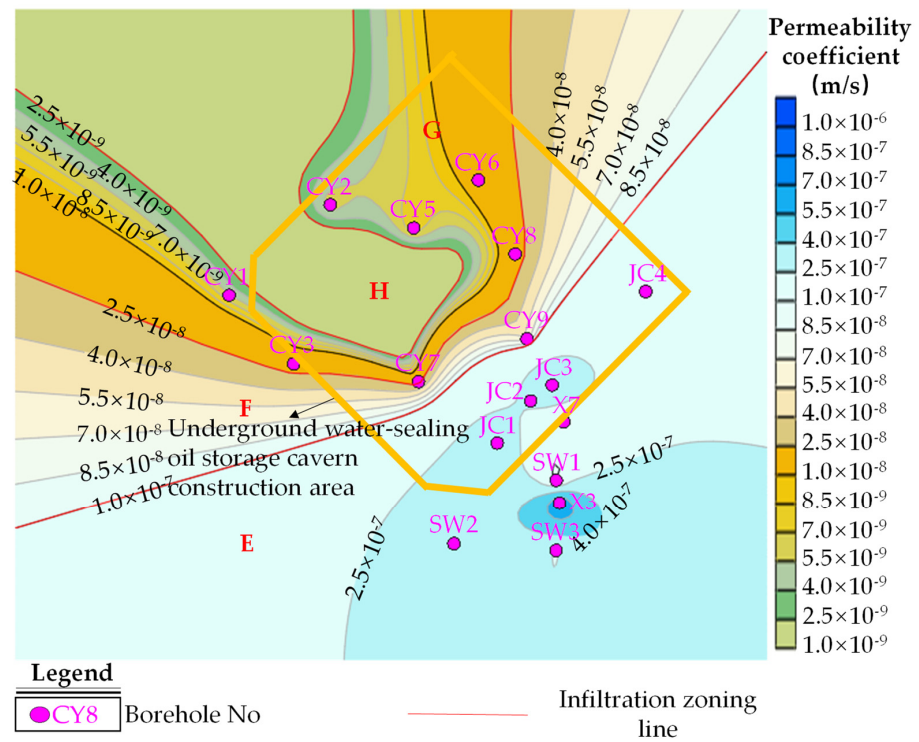 Permeability
coefficient
(m/s)
1.0×10⁻⁶
8.5×10⁻⁷
7.0×10⁻⁷
5.5×10⁻⁷
4.0×10⁻⁷
2.5×10⁻⁷
1.0×10⁻⁷
8.5×10⁻⁸
7.0×10⁻⁸
5.5×10⁻⁸
4.0×10⁻⁸
2.5×10⁻⁸
1.0×10⁻⁸
8.5×10⁻⁹
7.0×10⁻⁹
5.5×10⁻⁹
4.0×10⁻⁹
2.5×10⁻⁹
1.0×10⁻⁹
2.5×10⁻⁹
4.0×10⁻⁹
5.5×10⁻⁹
7.0×10⁻⁹
8.5×10⁻⁹
1.0×10⁻⁸
4.0×10⁻⁸
5.5×10⁻⁸
7.0×10⁻⁸
8.5×10⁻⁸
G
CY6
CY2
CY5
CY8
CY1
H
JC4
2.5×10⁻⁸
CY3
CY9
4.0×10⁻⁸
CY7
JC3
5.5×10⁻⁸
JC2
F
X7
7.0×10⁻⁸
JC1
8.5×10⁻⁸
1.0×10⁻⁷
Underground water-sealing
oil storage cavern
construction area
SW1
2.5×10⁻⁷
X3
4.0×10⁻⁷
SW2
SW3
E
2.5×10⁻⁷
Legend
CY8 Borehole No
Infiltration zoning
line